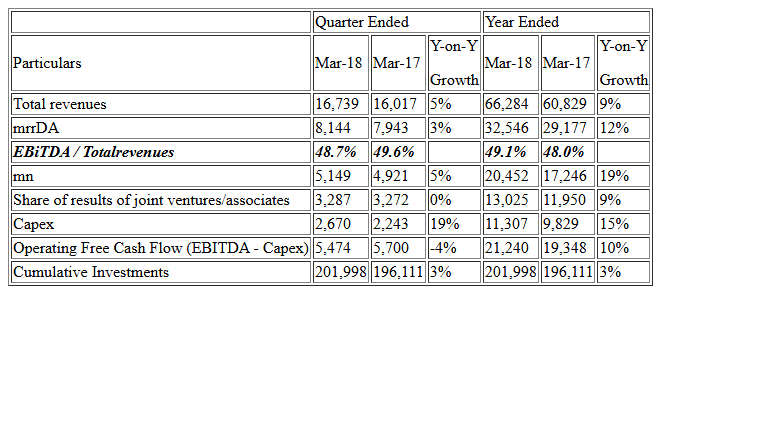 Quarter Ended Year Ended
Particulars Mar-18 Mar-17 Y-on-Y Growth Mar-18 Mar-17 Y-on-Y Growth
Total revenues 16,739 16,017 5% 66,284 60,829 9%
mrrDA 8,144 7,943 3% 32,546 29,177 12%
EBiTDA / Totalrevenues 48.7% 49.6% 49.1% 48.0%
mn 5,149 4,921 5% 20,452 17,246 19%
Share of results of joint ventures/associates 3,287 3,272 0% 13,025 11,950 9%
Capex 2,670 2,243 19% 11,307 9,829 15%
Operating Free Cash Flow (EBITDA - Capex) 5,474 5,700 -4% 21,240 19,348 10%
Cumulative Investments 201,998 196,111 3% 201,998 196,111 3%